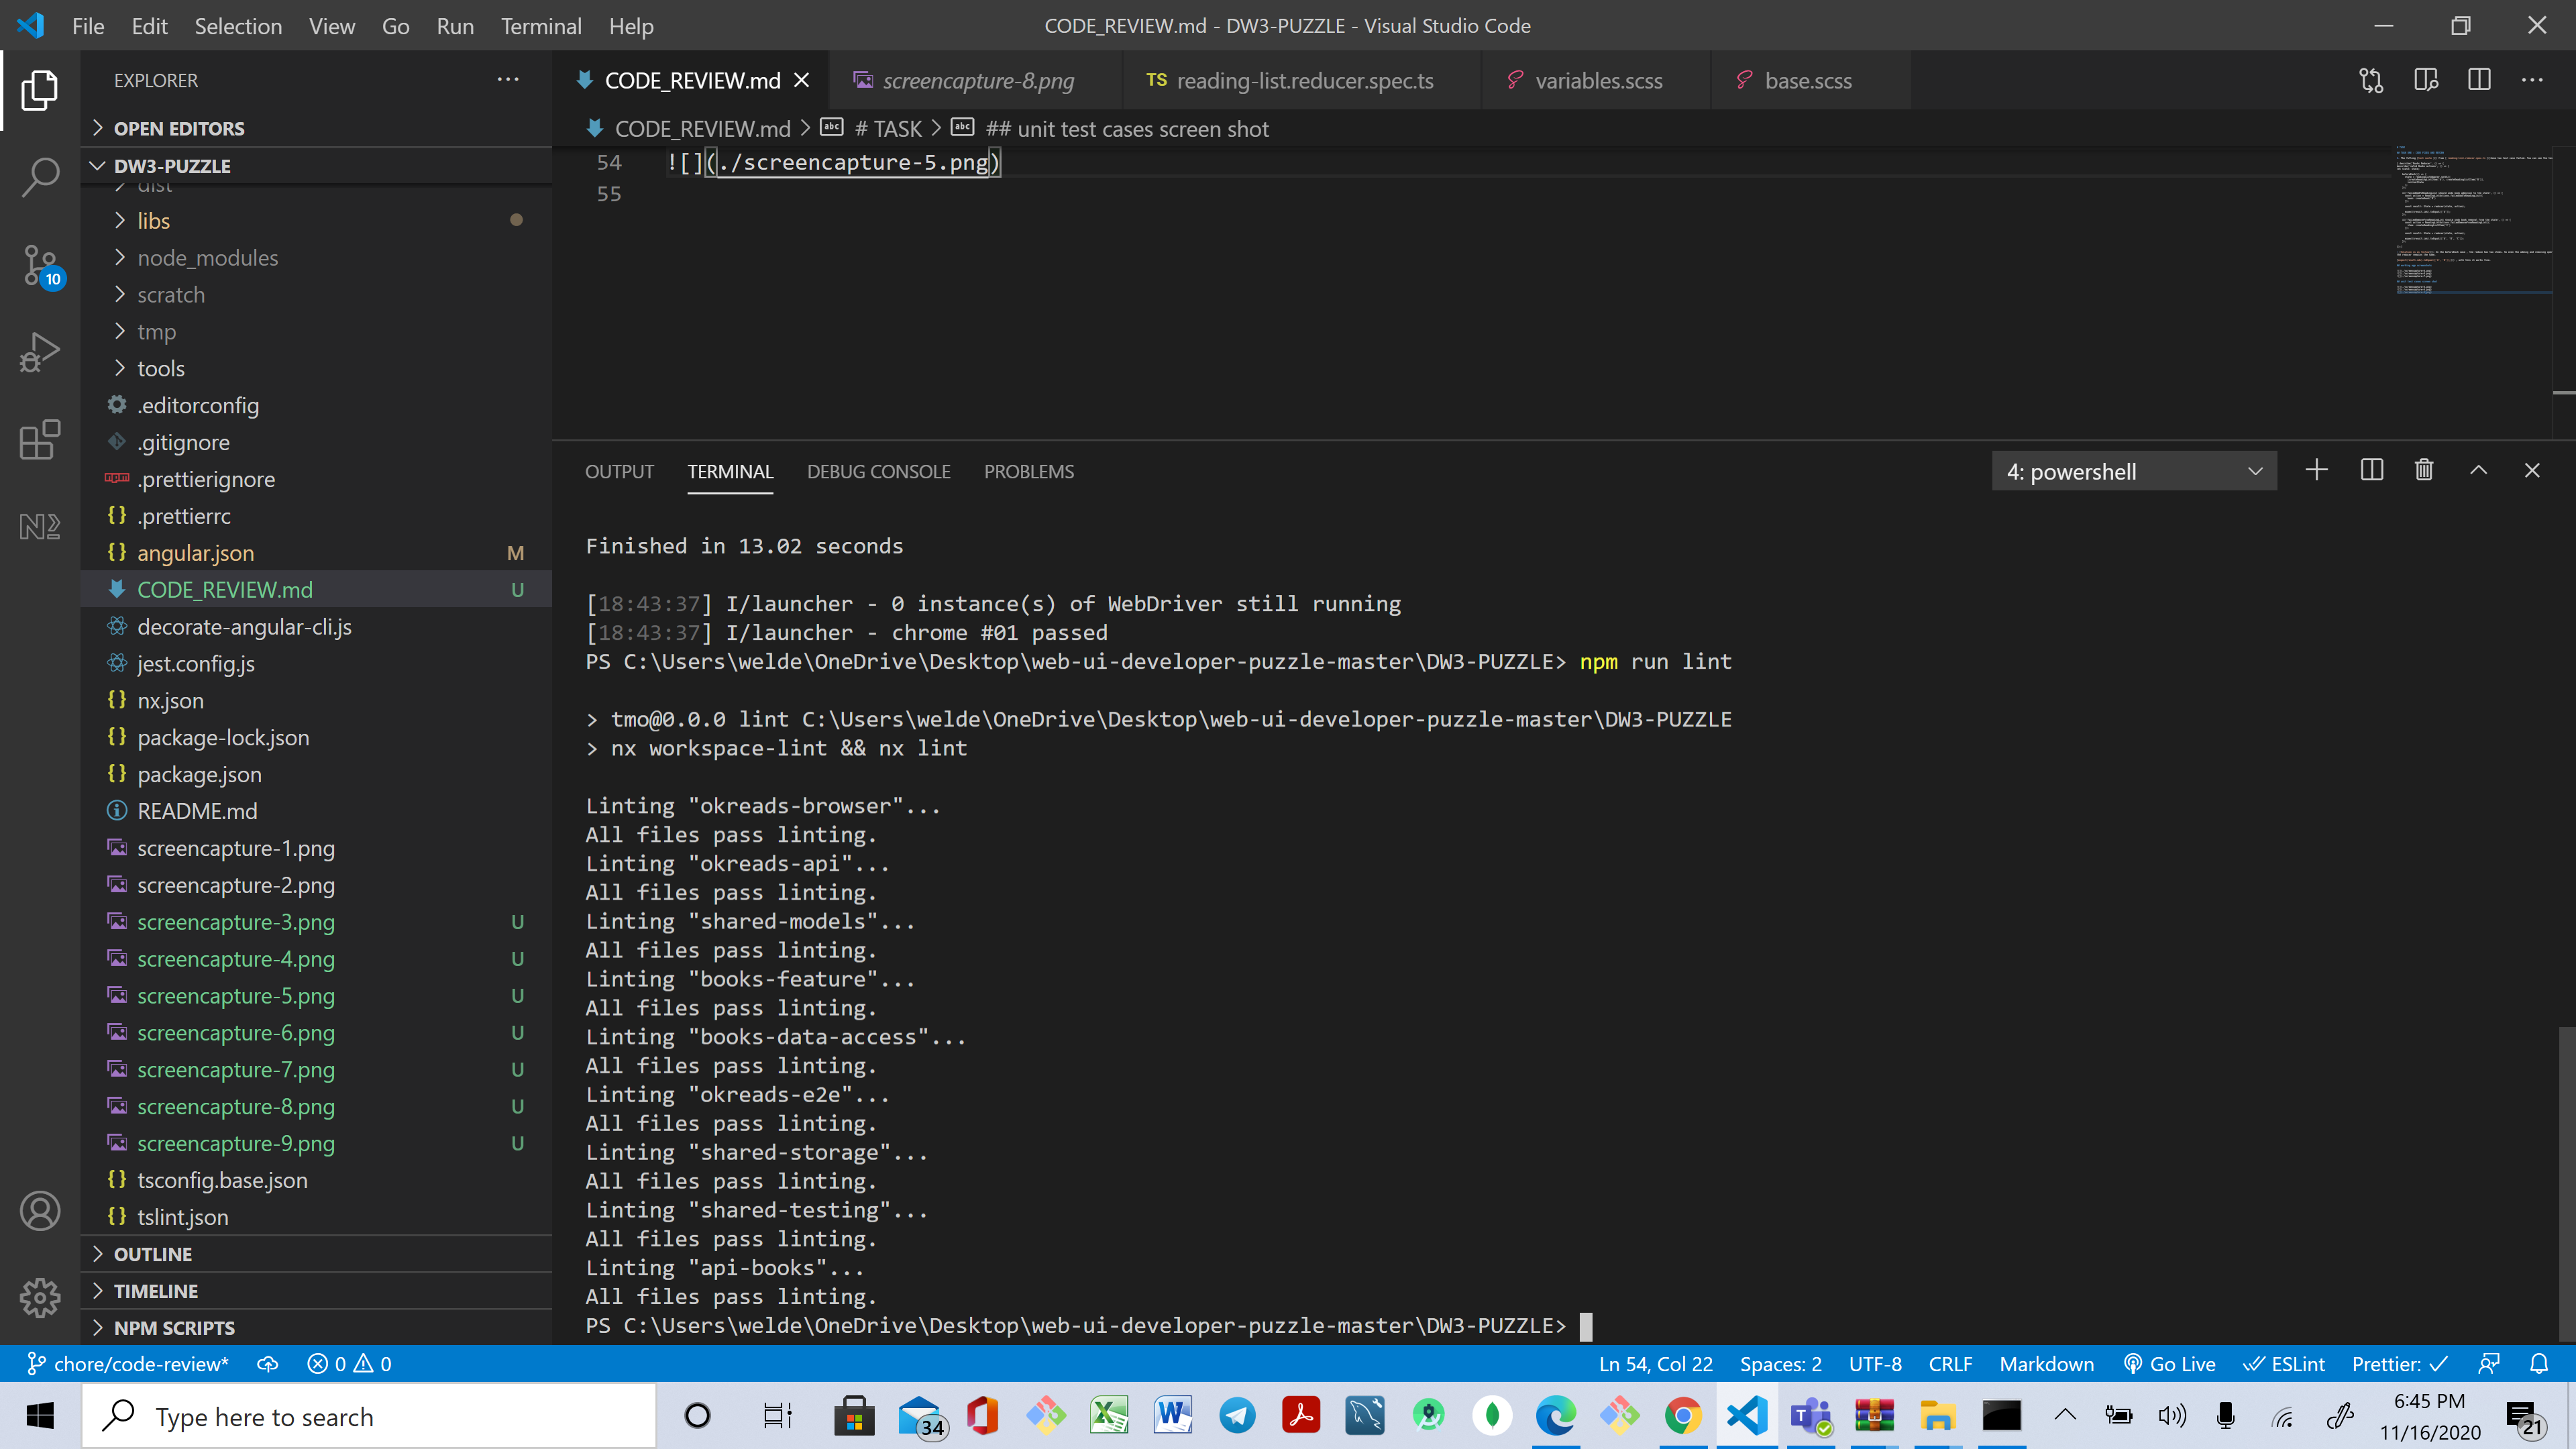 File Edit Selection View Go Run Terminal Help
CODE_REVIEW.md - DW3-PUZZLE - Visual Studio Code
EXPLORER
OPEN EDITORS
DW3-PUZZLE
dist
libs
node_modules
scratch
tmp
tools
.editorconfig
.gitignore
.prettierignore
.prettierrc
angular.json M
CODE_REVIEW.md U
decorate-angular-cli.js
jest.config.js
nx.json
package-lock.json
package.json
README.md
screencapture-1.png
screencapture-2.png
screencapture-3.png U
screencapture-4.png U
screencapture-5.png U
screencapture-6.png U
screencapture-7.png U
screencapture-8.png U
screencapture-9.png U
tsconfig.base.json
tslint.json
OUTLINE
TIMELINE
NPM SCRIPTS
10
CODE_REVIEW.md screencapture-8.png TS reading-list.reducer.spec.ts variables.scss base.scss
CODE_REVIEW.md > # TASK > ## unit test cases screen shot
54 ![](./screencapture-5.png)
55
OUTPUT TERMINAL DEBUG CONSOLE PROBLEMS
4: powershell
Finished in 13.02 seconds
[18:43:37] I/launcher - 0 instance(s) of WebDriver still running
[18:43:37] I/launcher - chrome #01 passed
PS C:\Users\welde\OneDrive\Desktop\web-ui-developer-puzzle-master\DW3-PUZZLE> npm run lint
> tmo@0.0.0 lint C:\Users\welde\OneDrive\Desktop\web-ui-developer-puzzle-master\DW3-PUZZLE
> nx workspace-lint && nx lint
Linting "okreads-browser"...
All files pass linting.
Linting "okreads-api"...
All files pass linting.
Linting "shared-models"...
All files pass linting.
Linting "books-feature"...
All files pass linting.
Linting "books-data-access"...
All files pass linting.
Linting "okreads-e2e"...
All files pass linting.
Linting "shared-storage"...
All files pass linting.
Linting "shared-testing"...
All files pass linting.
Linting "api-books"...
All files pass linting.
PS C:\Users\welde\OneDrive\Desktop\web-ui-developer-puzzle-master\DW3-PUZZLE>
chore/code-review* 0 0 Ln 54, Col 22 Spaces: 2 UTF-8 CRLF Markdown Go Live ESLint Prettier: ✓
Type here to search
34
6:45 PM
11/16/2020
21